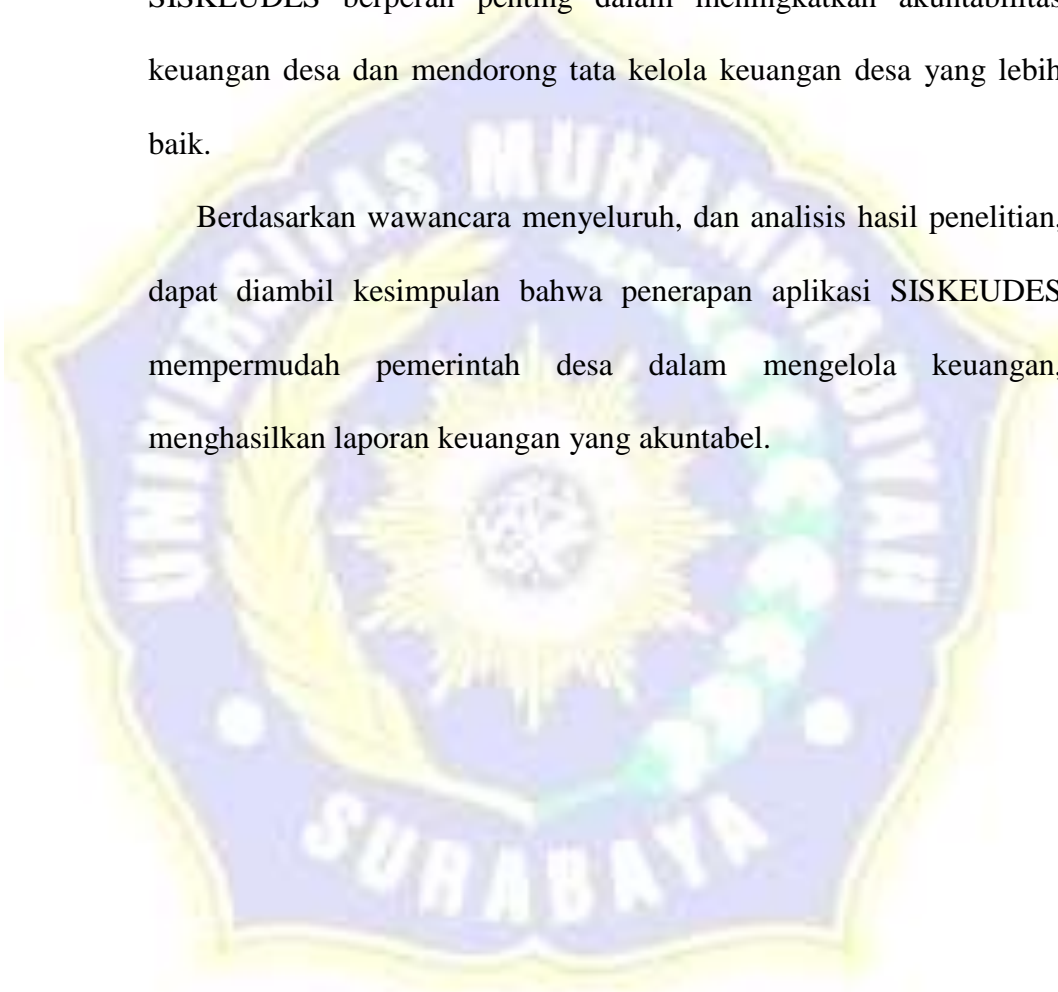 SISKEUDES berperan penting dalam meningkatkan akuntabilitas
keuangan desa dan mendorong tata kelola keuangan desa yang lebih
baik.
Berdasarkan wawancara menyeluruh, dan analisis hasil penelitian,
dapat diambil kesimpulan bahwa penerapan aplikasi SISKEUDES
mempermudah pemerintah desa dalam mengelola keuangan,
menghasilkan laporan keuangan yang akuntabel.
UNIVERSITAS MUHAMMADIYAH
SURABAYA